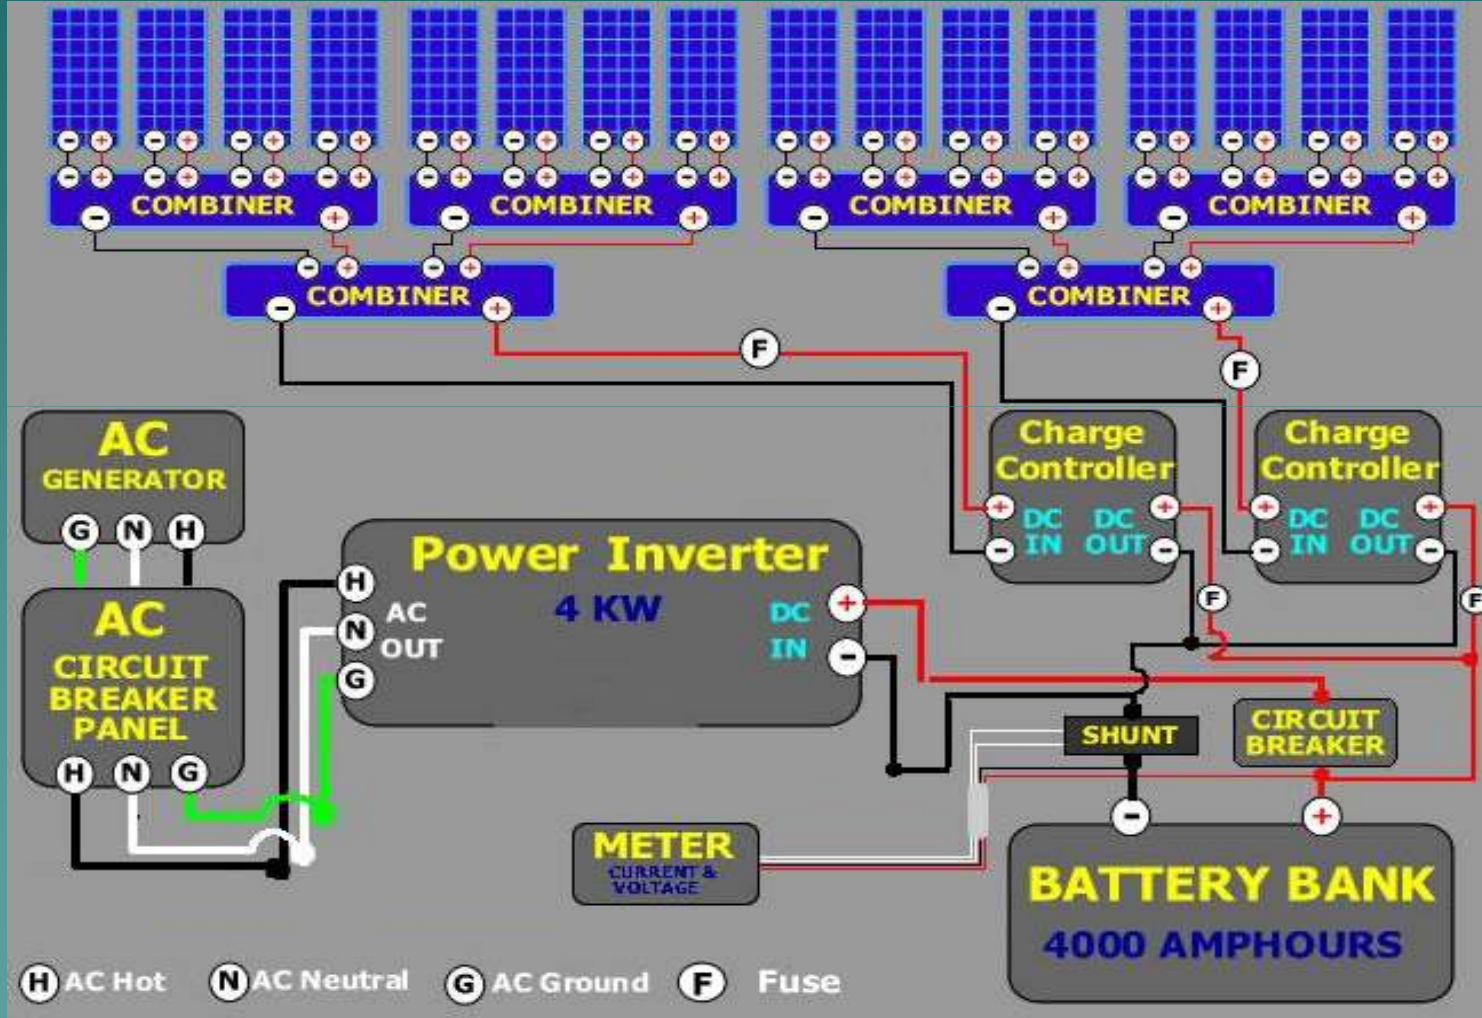 COMBINER COMBINER COMBINER COMBINER
COMBINER COMBINER
F
F
AC
GENERATOR
G N H
Charge
Controller
DC DC
IN OUT
Charge
Controller
DC DC
IN OUT
F
F
Power Inverter
4 KW
H
N
G
AC
OUT
DC
IN
AC
CIRCUIT
BREAKER
PANEL
H N G
SHUNT
CIRCUIT
BREAKER
METER
CURRENT &
VOLTAGE
BATTERY BANK
4000 AMPHOURS
H AC Hot N AC Neutral G AC Ground F Fuse